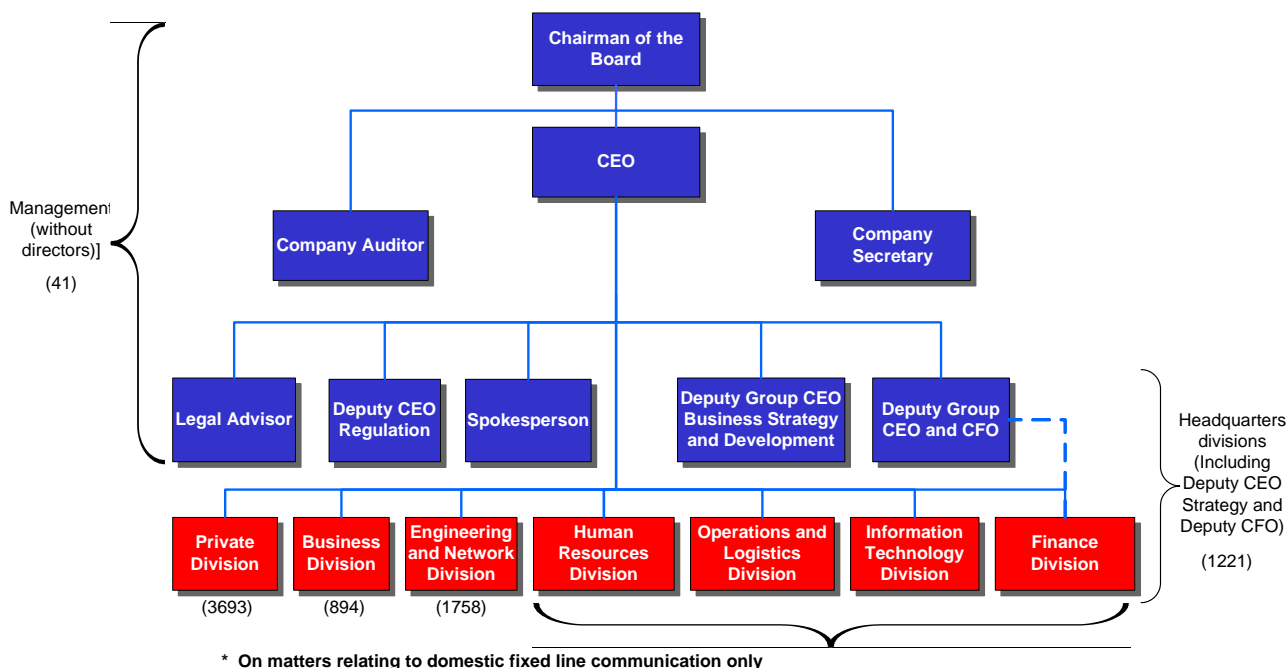 Chairman of the
Board
CEO
Management
(without
directors)]
(41)
Company Auditor
Company
Secretary
Legal Advisor
Deputy CEO
Regulation
Spokesperson
Deputy Group CEO
Business Strategy
and Development
Deputy Group
CEO and CFO
Headquarters
divisions
(Including
Deputy CEO
Strategy and
Deputy CFO)
(1221)
Private
Division
Business
Division
Engineering
and Network
Division
Human
Resources
Division
Operations and
Logistics
Division
Information
Technology
Division
Finance
Division
(3693)
(894)
(1758)
* On matters relating to domestic fixed line communication only